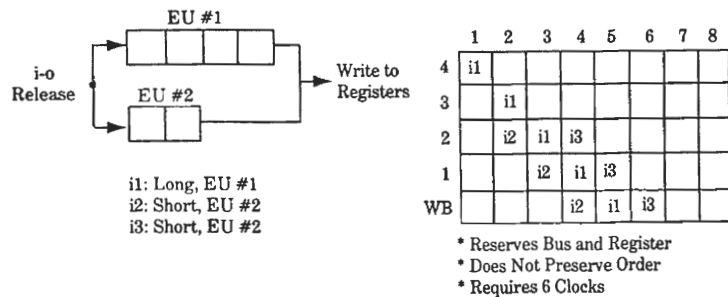 EU #1
i-o
Release
EU #2
Write to
Registers
i1: Long, EU #1
i2: Short, EU #2
i3: Short, EU #2
1 2 3 4 5 6 7 8
4 i1
3 i1
2 i2 i1 i3
1 i2 i1 i3
WB i2 i1 i3
* Reserves Bus and Register
* Does Not Preserve Order
* Requires 6 Clocks